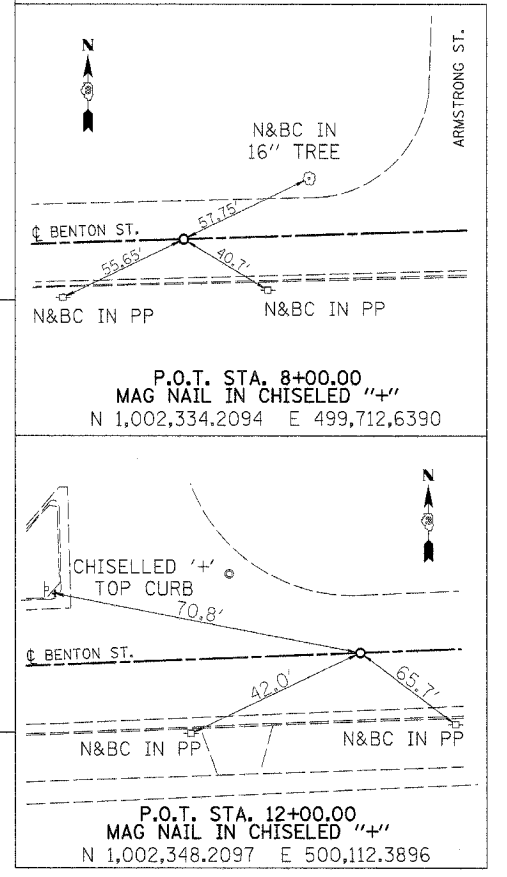 N
ARMSTRONG ST.
N&BC IN
16" TREE
57.75'
℄ BENTON ST.
55.65'
40.7'
N&BC IN PP
N&BC IN PP
P.O.T. STA. 8+00.00
MAG NAIL IN CHISELED "+"
N 1,002,334.2094 E 499,712,6390
N
CHISELLED '+'
TOP CURB
70.8'
℄ BENTON ST.
42.0'
65.7'
N&BC IN PP
N&BC IN PP
P.O.T. STA. 12+00.00
MAG NAIL IN CHISELED "+"
N 1,002,348.2097 E 500,112.3896